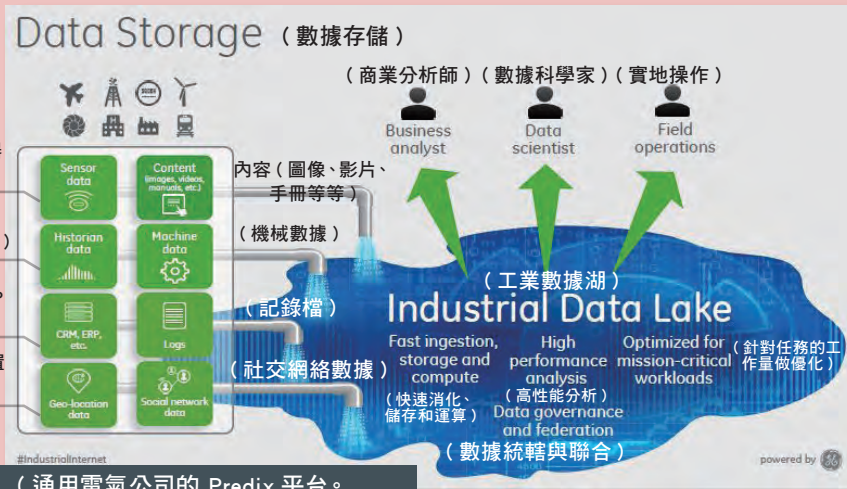 Data Storage（數據存儲）
（商業分析師）（數據科學家）（實地操作）
Business
analyst
Data
scientist
Field
operations
Sensor
data
Content
(images, videos,
manuals, etc.)
內容（圖像、影片、
手冊等等）
Historian
data
Machine
data
（機械數據）
CRM, ERP,
etc.
Logs
（記錄檔）
Geo-location
data
Social network
data
（社交網絡數據）
（工業數據湖）
Industrial Data Lake
Fast ingestion,
storage and
compute
（快速消化、
儲存和運算）
High
performance
analysis
（高性能分析）
Data governance
and federation
（數據統轄與聯合）
Optimized for
mission-critical
workloads
（針對任務的工
作量做優化）
#IndustrialInternet
powered by
（通用電氣公司的 Predix 平台。